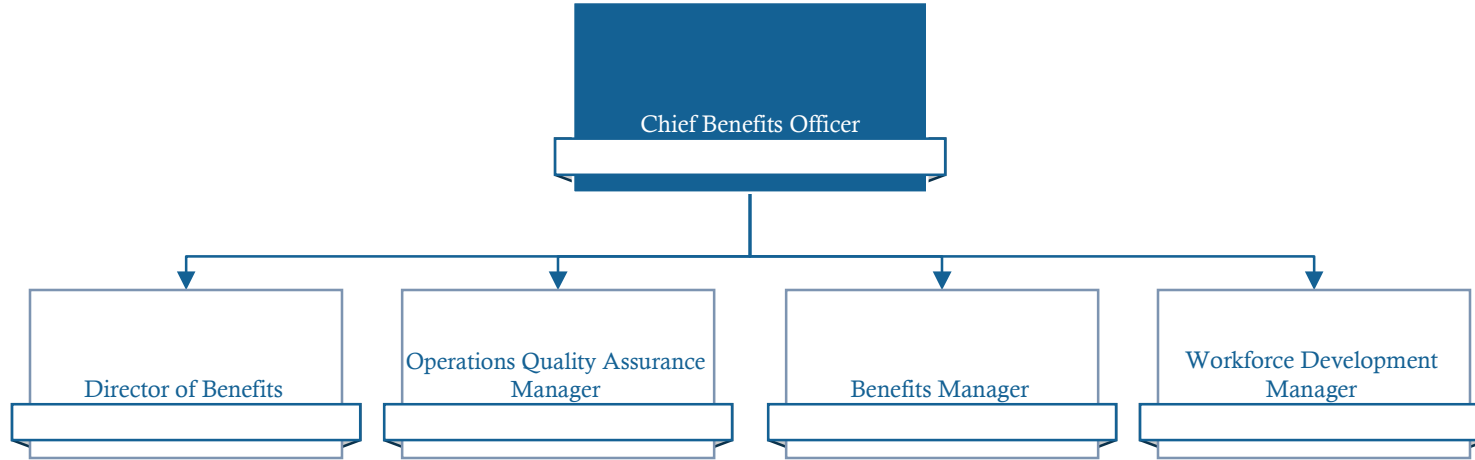 Chief Benefits Officer
Director of Benefits
Operations Quality Assurance
Manager
Benefits Manager
Workforce Development
Manager